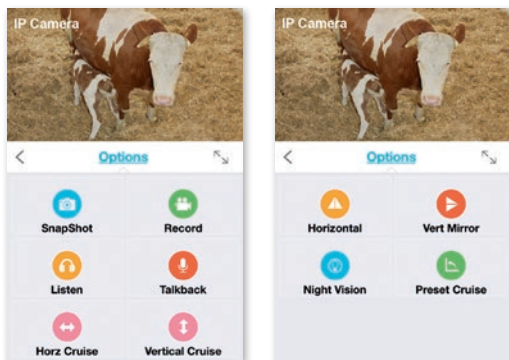 IP Camera
Options
SnapShot
Record
Listen
Talkback
Horz Cruise
Vertical Cruise
IP Camera
Options
Horizontal
Vert Mirror
Night Vision
Preset Cruise